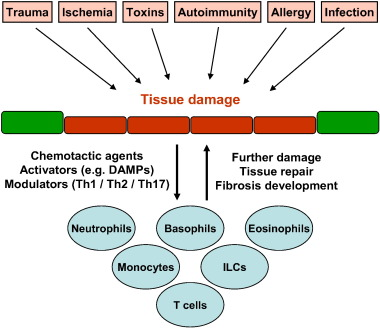 Trauma Ischemia Toxins Autoimmunity Allergy Infection
Tissue damage
Chemotactic agents
Activators (e.g. DAMPs)
Modulators (Th1 / Th2 / Th17)
Further damage
Tissue repair
Fibrosis development
Neutrophils Basophils Eosinophils
Monocytes ILCs
T cells